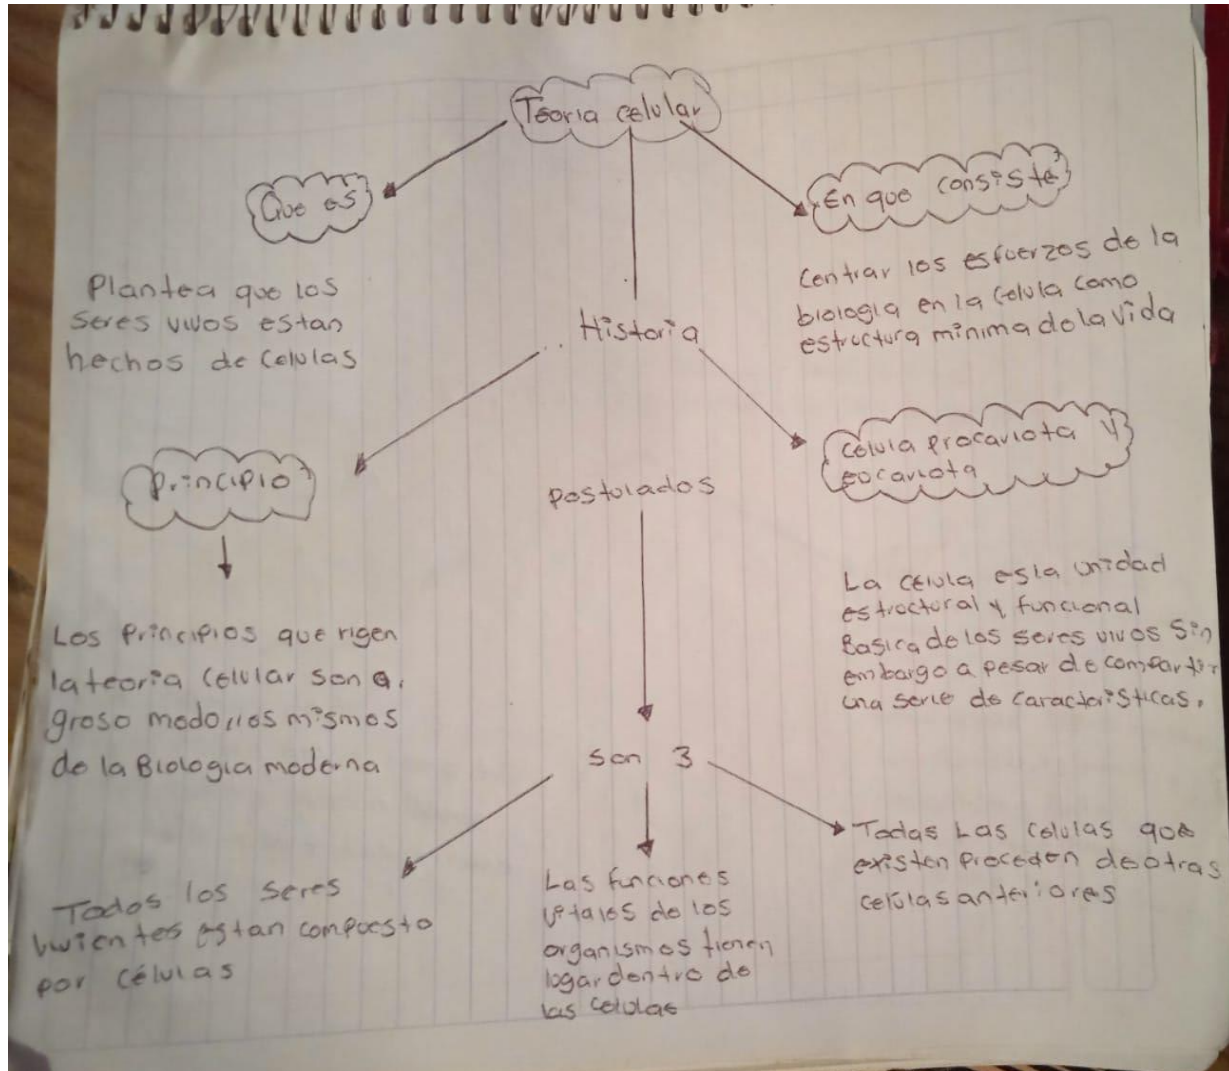 Teoria celular
Que es
En que consiste
Plantea que los
seres vivos estan
hechos de celulas
Centrar los esfuerzos de la
biologia en la celula como
estructura minima de la vida
Historia
Principio
Celula procariota y
eocariota
postulados
Los Principios que rigen
la teoria celular son a
groso modo los mismos
de la Biologia moderna
La celula es la unidad
estroctural y funcional
Basica de los seres vivos sin
embargo a pesar de compartir
una serie de caracteristicas.
son 3
Todos los seres
vivientes estan compuesto
por células
Las funciones
vitales de los
organismos tienen
logar dentro de
las celulas
Todas Las celulas que
existen proceden de otras
celulas anteriores